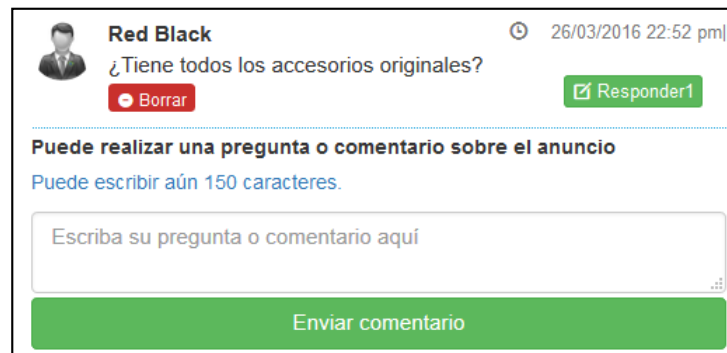 Red Black
26/03/2016 22:52 pm|
¿Tiene todos los accesorios originales?
Borrar
Responder1
Puede realizar una pregunta o comentario sobre el anuncio
Puede escribir aún 150 caracteres.
Escriba su pregunta o comentario aquí
Enviar comentario